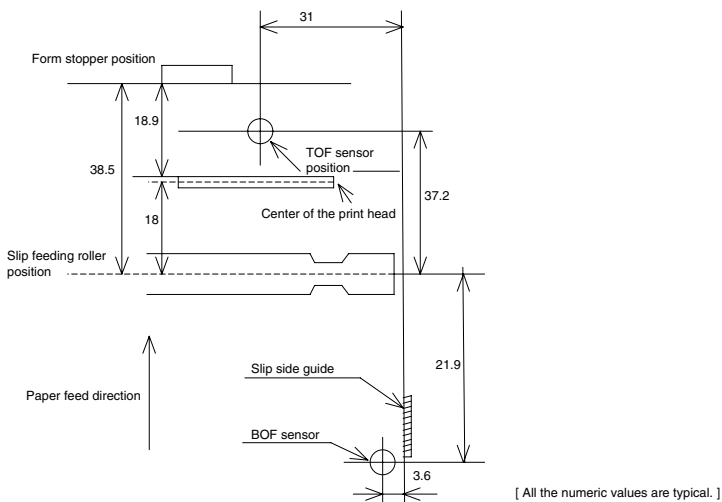 31
Form stopper position
18.9
38.5
TOF sensor
position
37.2
Center of the print head
18
Slip feeding roller
position
21.9
Slip side guide
Paper feed direction
BOF sensor
3.6
[ All the numeric values are typical. ]